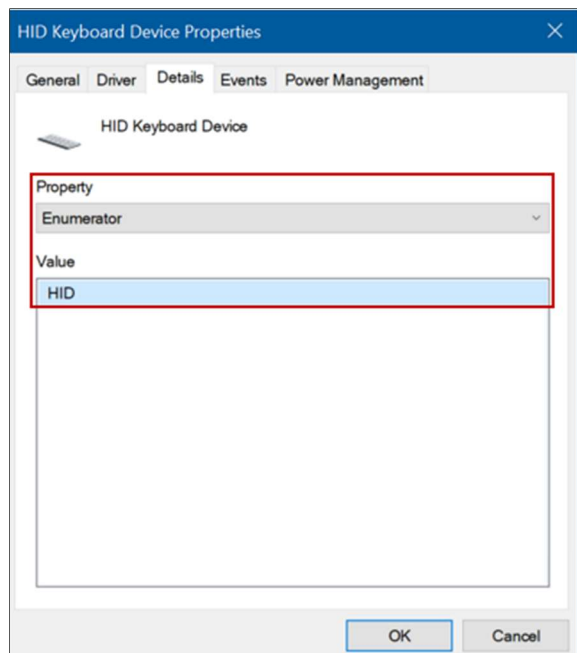 HID Keyboard Device Properties
General Driver Details Events Power Management
HID Keyboard Device
Property
Enumerator
Value
HID
OK Cancel